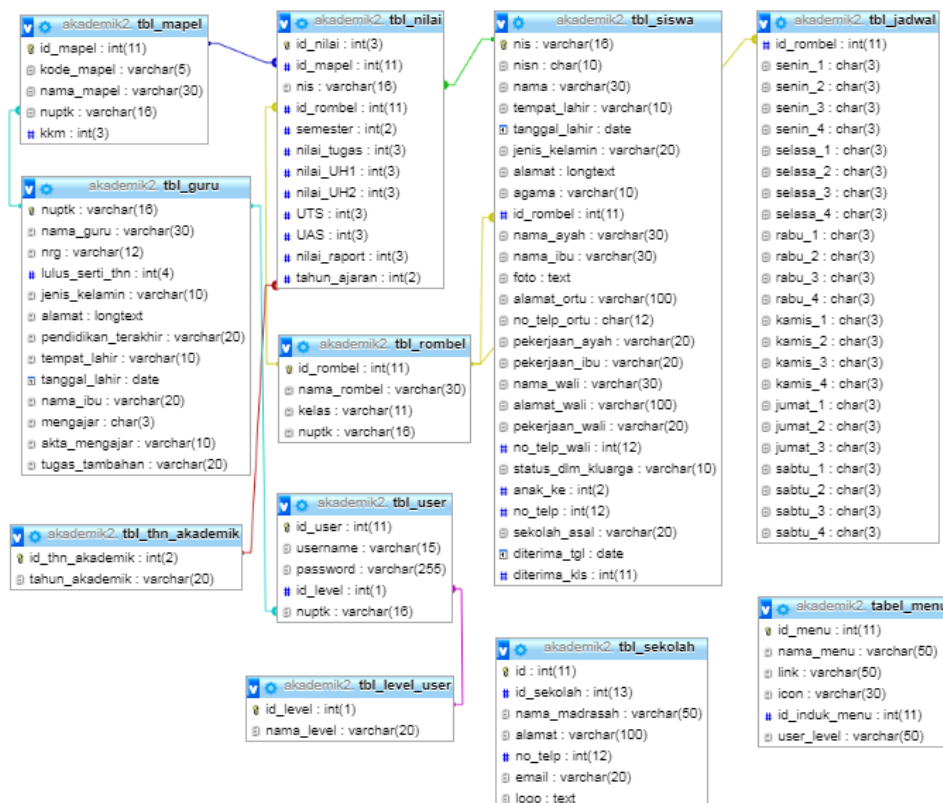 akademik2. tbl_mapel
id_mapel : int(11)
kode_mapel : varchar(5)
nama_mapel : varchar(30)
nuptk : varchar(16)
# kkm : int(3)
akademik2. tbl_guru
nuptk : varchar(16)
nama_guru : varchar(30)
nrg : varchar(12)
# lulus_serti_thn : int(4)
jenis_kelamin : varchar(10)
alamat : longtext
pendidikan_terakhir : varchar(20)
tempat_lahir : varchar(10)
tanggal_lahir : date
nama_ibu : varchar(20)
mengajar : char(3)
akta_mengajar : varchar(10)
tugas_tambahan : varchar(20)
akademik2. tbl_thn_akademik
id_thn_akademik : int(2)
tahun_akademik : varchar(20)
akademik2. tbl_nilai
id_nilai : int(3)
# id_mapel : int(11)
nis : varchar(16)
# id_rombel : int(11)
# semester : int(2)
# nilai_tugas : int(3)
# nilai_UH1 : int(3)
# nilai_UH2 : int(3)
# UTS : int(3)
# UAS : int(3)
# nilai_raport : int(3)
# tahun_ajaran : int(2)
akademik2. tbl_rombel
id_rombel : int(11)
nama_rombel : varchar(30)
kelas : varchar(11)
nuptk : varchar(16)
akademik2. tbl_user
id_user : int(11)
username : varchar(15)
password : varchar(255)
# id_level : int(1)
nuptk : varchar(16)
akademik2. tbl_level_user
id_level : int(1)
nama_level : varchar(20)
akademik2. tbl_siswa
nis : varchar(16)
nisn : char(10)
nama : varchar(30)
tempat_lahir : varchar(10)
tanggal_lahir : date
jenis_kelamin : varchar(20)
alamat : longtext
agama : varchar(10)
# id_rombel : int(11)
nama_ayah : varchar(30)
nama_ibu : varchar(30)
foto : text
alamat_ortu : varchar(100)
no_telp_ortu : char(12)
pekerjaan_ayah : varchar(20)
pekerjaan_ibu : varchar(20)
nama_wali : varchar(30)
alamat_wali : varchar(100)
pekerjaan_wali : varchar(20)
# no_telp_wali : int(12)
status_dlm_kluarga : varchar(10)
# anak_ke : int(2)
# no_telp : int(12)
sekolah_asal : varchar(20)
diterima_tgl : date
# diterima_kls : int(11)
akademik2. tbl_sekolah
id : int(11)
# id_sekolah : int(13)
nama_madrasah : varchar(50)
alamat : varchar(100)
# no_telp : int(12)
email : varchar(20)
logo : text
akademik2. tbl_jadwal
# id_rombel : int(11)
senin_1 : char(3)
senin_2 : char(3)
senin_3 : char(3)
senin_4 : char(3)
selasa_1 : char(3)
selasa_2 : char(3)
selasa_3 : char(3)
selasa_4 : char(3)
rabu_1 : char(3)
rabu_2 : char(3)
rabu_3 : char(3)
rabu_4 : char(3)
kamis_1 : char(3)
kamis_2 : char(3)
kamis_3 : char(3)
kamis_4 : char(3)
jumat_1 : char(3)
jumat_2 : char(3)
jumat_3 : char(3)
sabtu_1 : char(3)
sabtu_2 : char(3)
sabtu_3 : char(3)
sabtu_4 : char(3)
akademik2. tabel_menu
id_menu : int(11)
nama_menu : varchar(50)
link : varchar(50)
icon : varchar(30)
# id_induk_menu : int(11)
user_level : varchar(50)